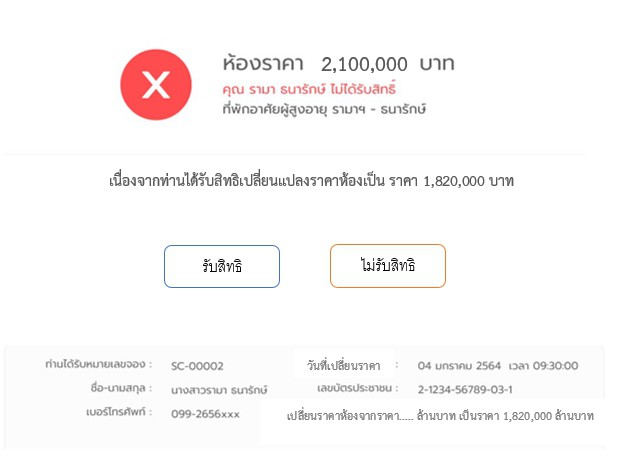 ห้องราคา 2,100,000 บาท
คุณ รามา ธนารักษ์ ไม่ได้รับสิทธิ์
ที่พักอาศัยผู้สูงอายุ รามาฯ - ธนารักษ์
เนื่องจากท่านได้รับสิทธิเปลี่ยนแปลงราคาห้องเป็น ราคา 1,820,000 บาท
รับสิทธิ ไม่รับสิทธิ
ท่านได้รับหมายเลขจอง : SC-00002 วันที่เปลี่ยนราคา : 04 มกราคม 2564 เวลา 09:30:00
ชื่อ-นามสกุล : นางสาวรามา ธนารักษ์ เลขบัตรประชาชน : 2-1234-56789-03-1
เบอร์โทรศัพท์ : 099-2656xxx เปลี่ยนราคาห้องจากราคา..... ล้านบาท เป็นราคา 1,820,000 ล้านบาท